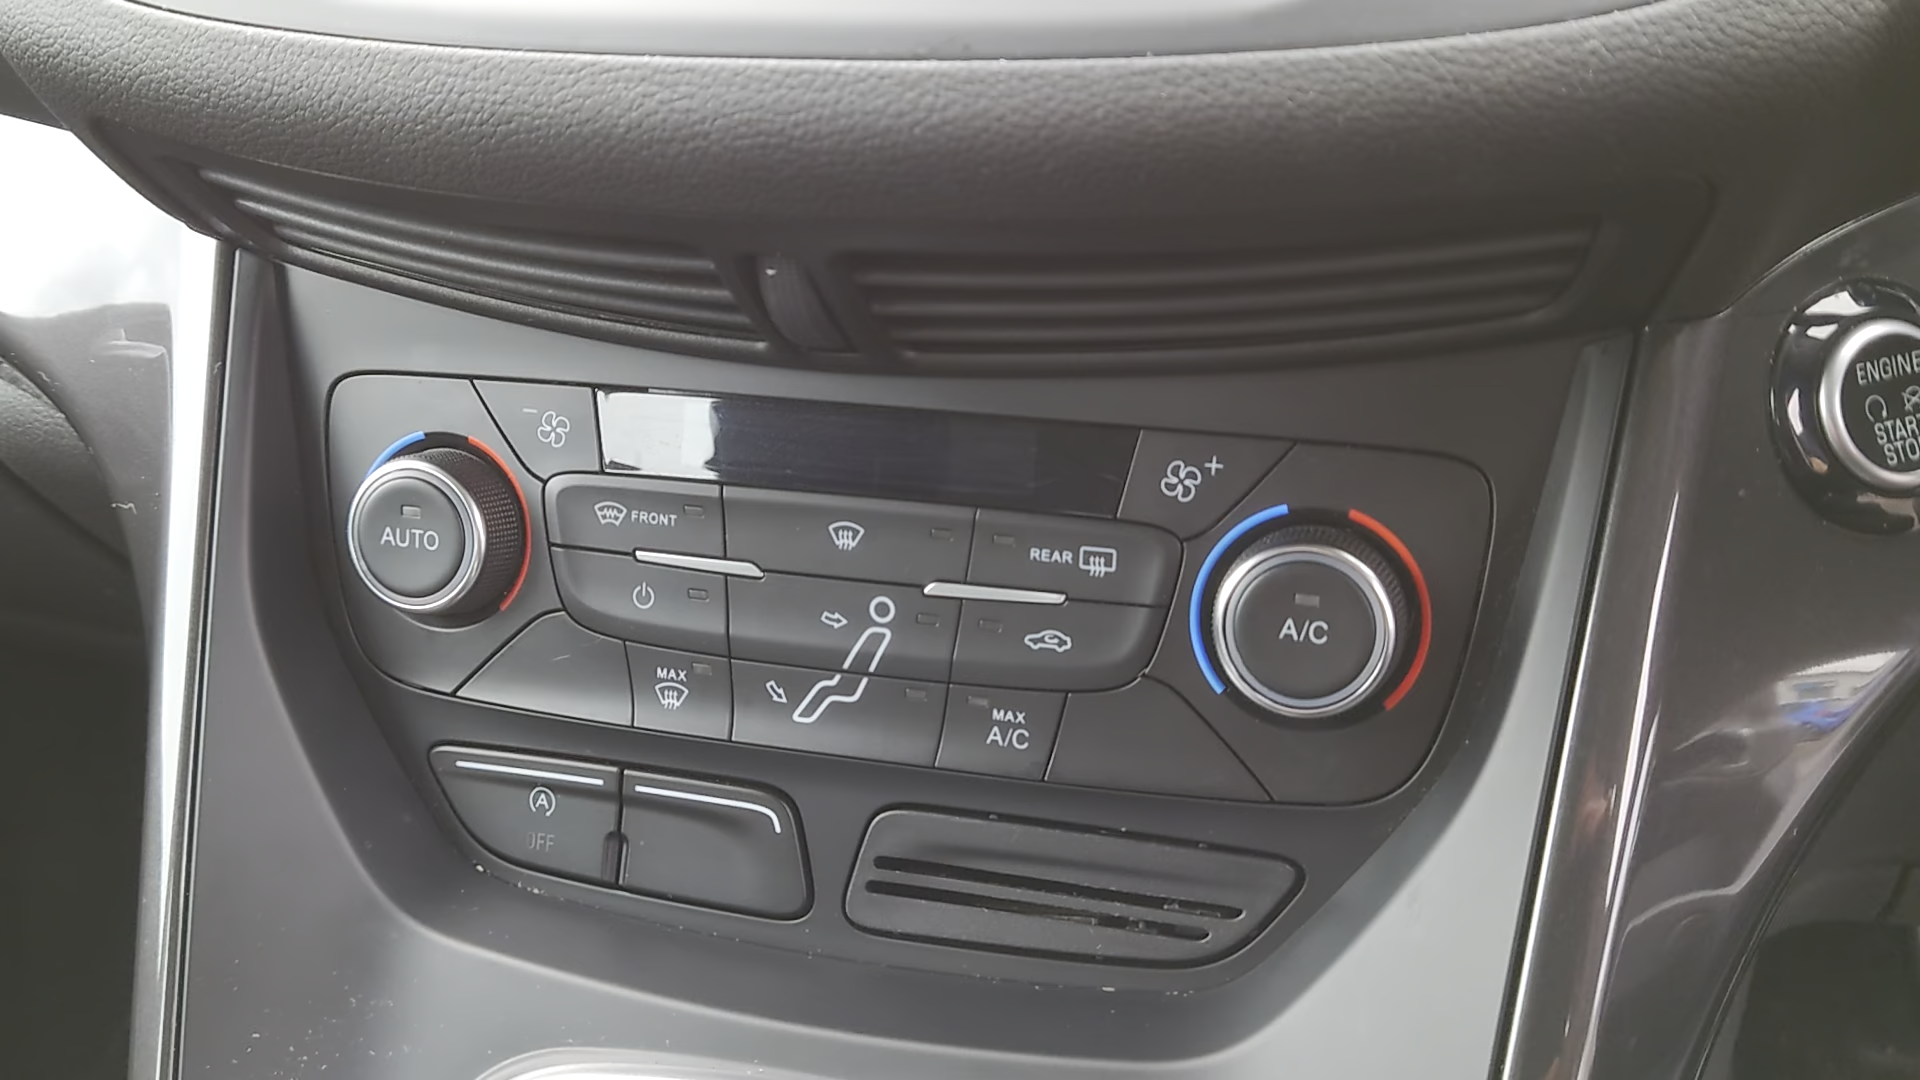 ENGINE
START
STOP
AUTO
FRONT
REAR
A/C
MAX
MAX
A/C
A
OFF